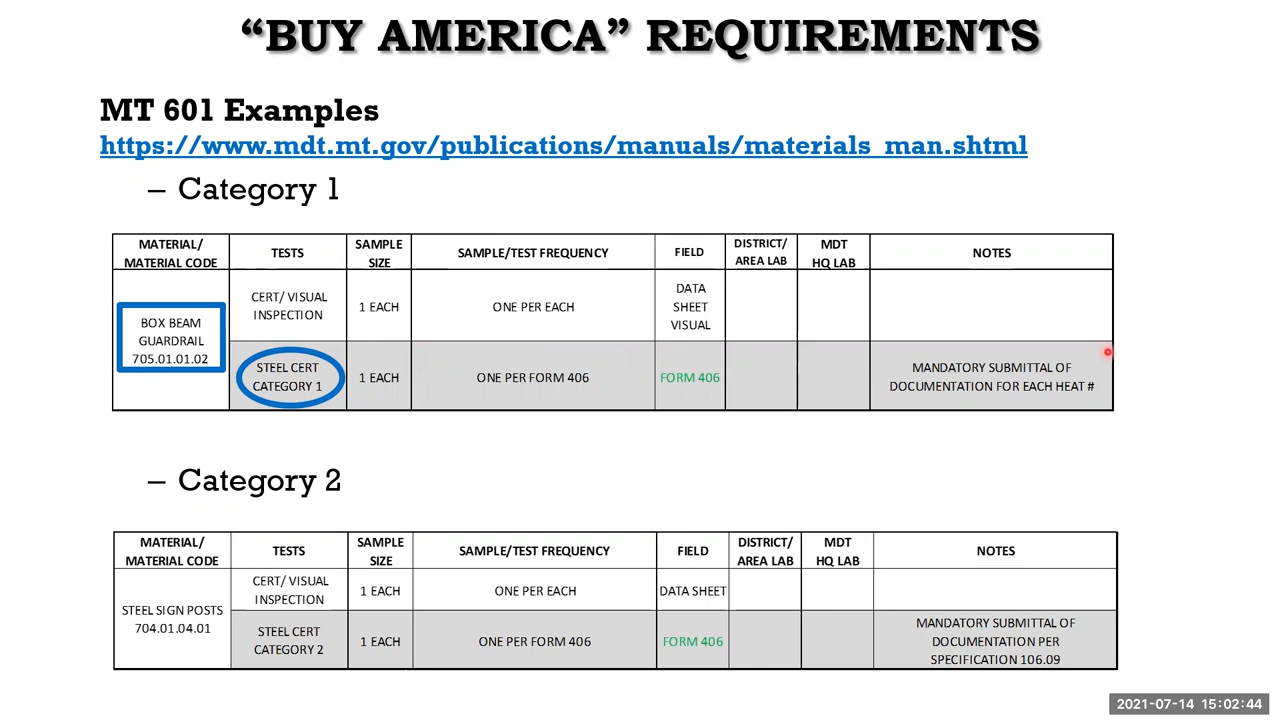 “BUY AMERICA” REQUIREMENTS
MT 601 Examples
https://www.mdt.mt.gov/publications/manuals/materials_man.shtml
– Category 1
MATERIAL/
MATERIAL CODE
TESTS
SAMPLE
SIZE
SAMPLE/TEST FREQUENCY
FIELD
DISTRICT/
AREA LAB
MDT
HQ LAB
NOTES
BOX BEAM
GUARDRAIL
705.01.01.02
CERT/ VISUAL
INSPECTION
1 EACH
ONE PER EACH
DATA
SHEET
VISUAL
STEEL CERT
CATEGORY 1
1 EACH
ONE PER FORM 406
FORM 406
MANDATORY SUBMITTAL OF
DOCUMENTATION FOR EACH HEAT #
– Category 2
MATERIAL/
MATERIAL CODE
TESTS
SAMPLE
SIZE
SAMPLE/TEST FREQUENCY
FIELD
DISTRICT/
AREA LAB
MDT
HQ LAB
NOTES
STEEL SIGN POSTS
704.01.04.01
CERT/ VISUAL
INSPECTION
1 EACH
ONE PER EACH
DATA SHEET
STEEL CERT
CATEGORY 2
1 EACH
ONE PER FORM 406
FORM 406
MANDATORY SUBMITTAL OF
DOCUMENTATION PER
SPECIFICATION 106.09
2021-07-14 15:02:44